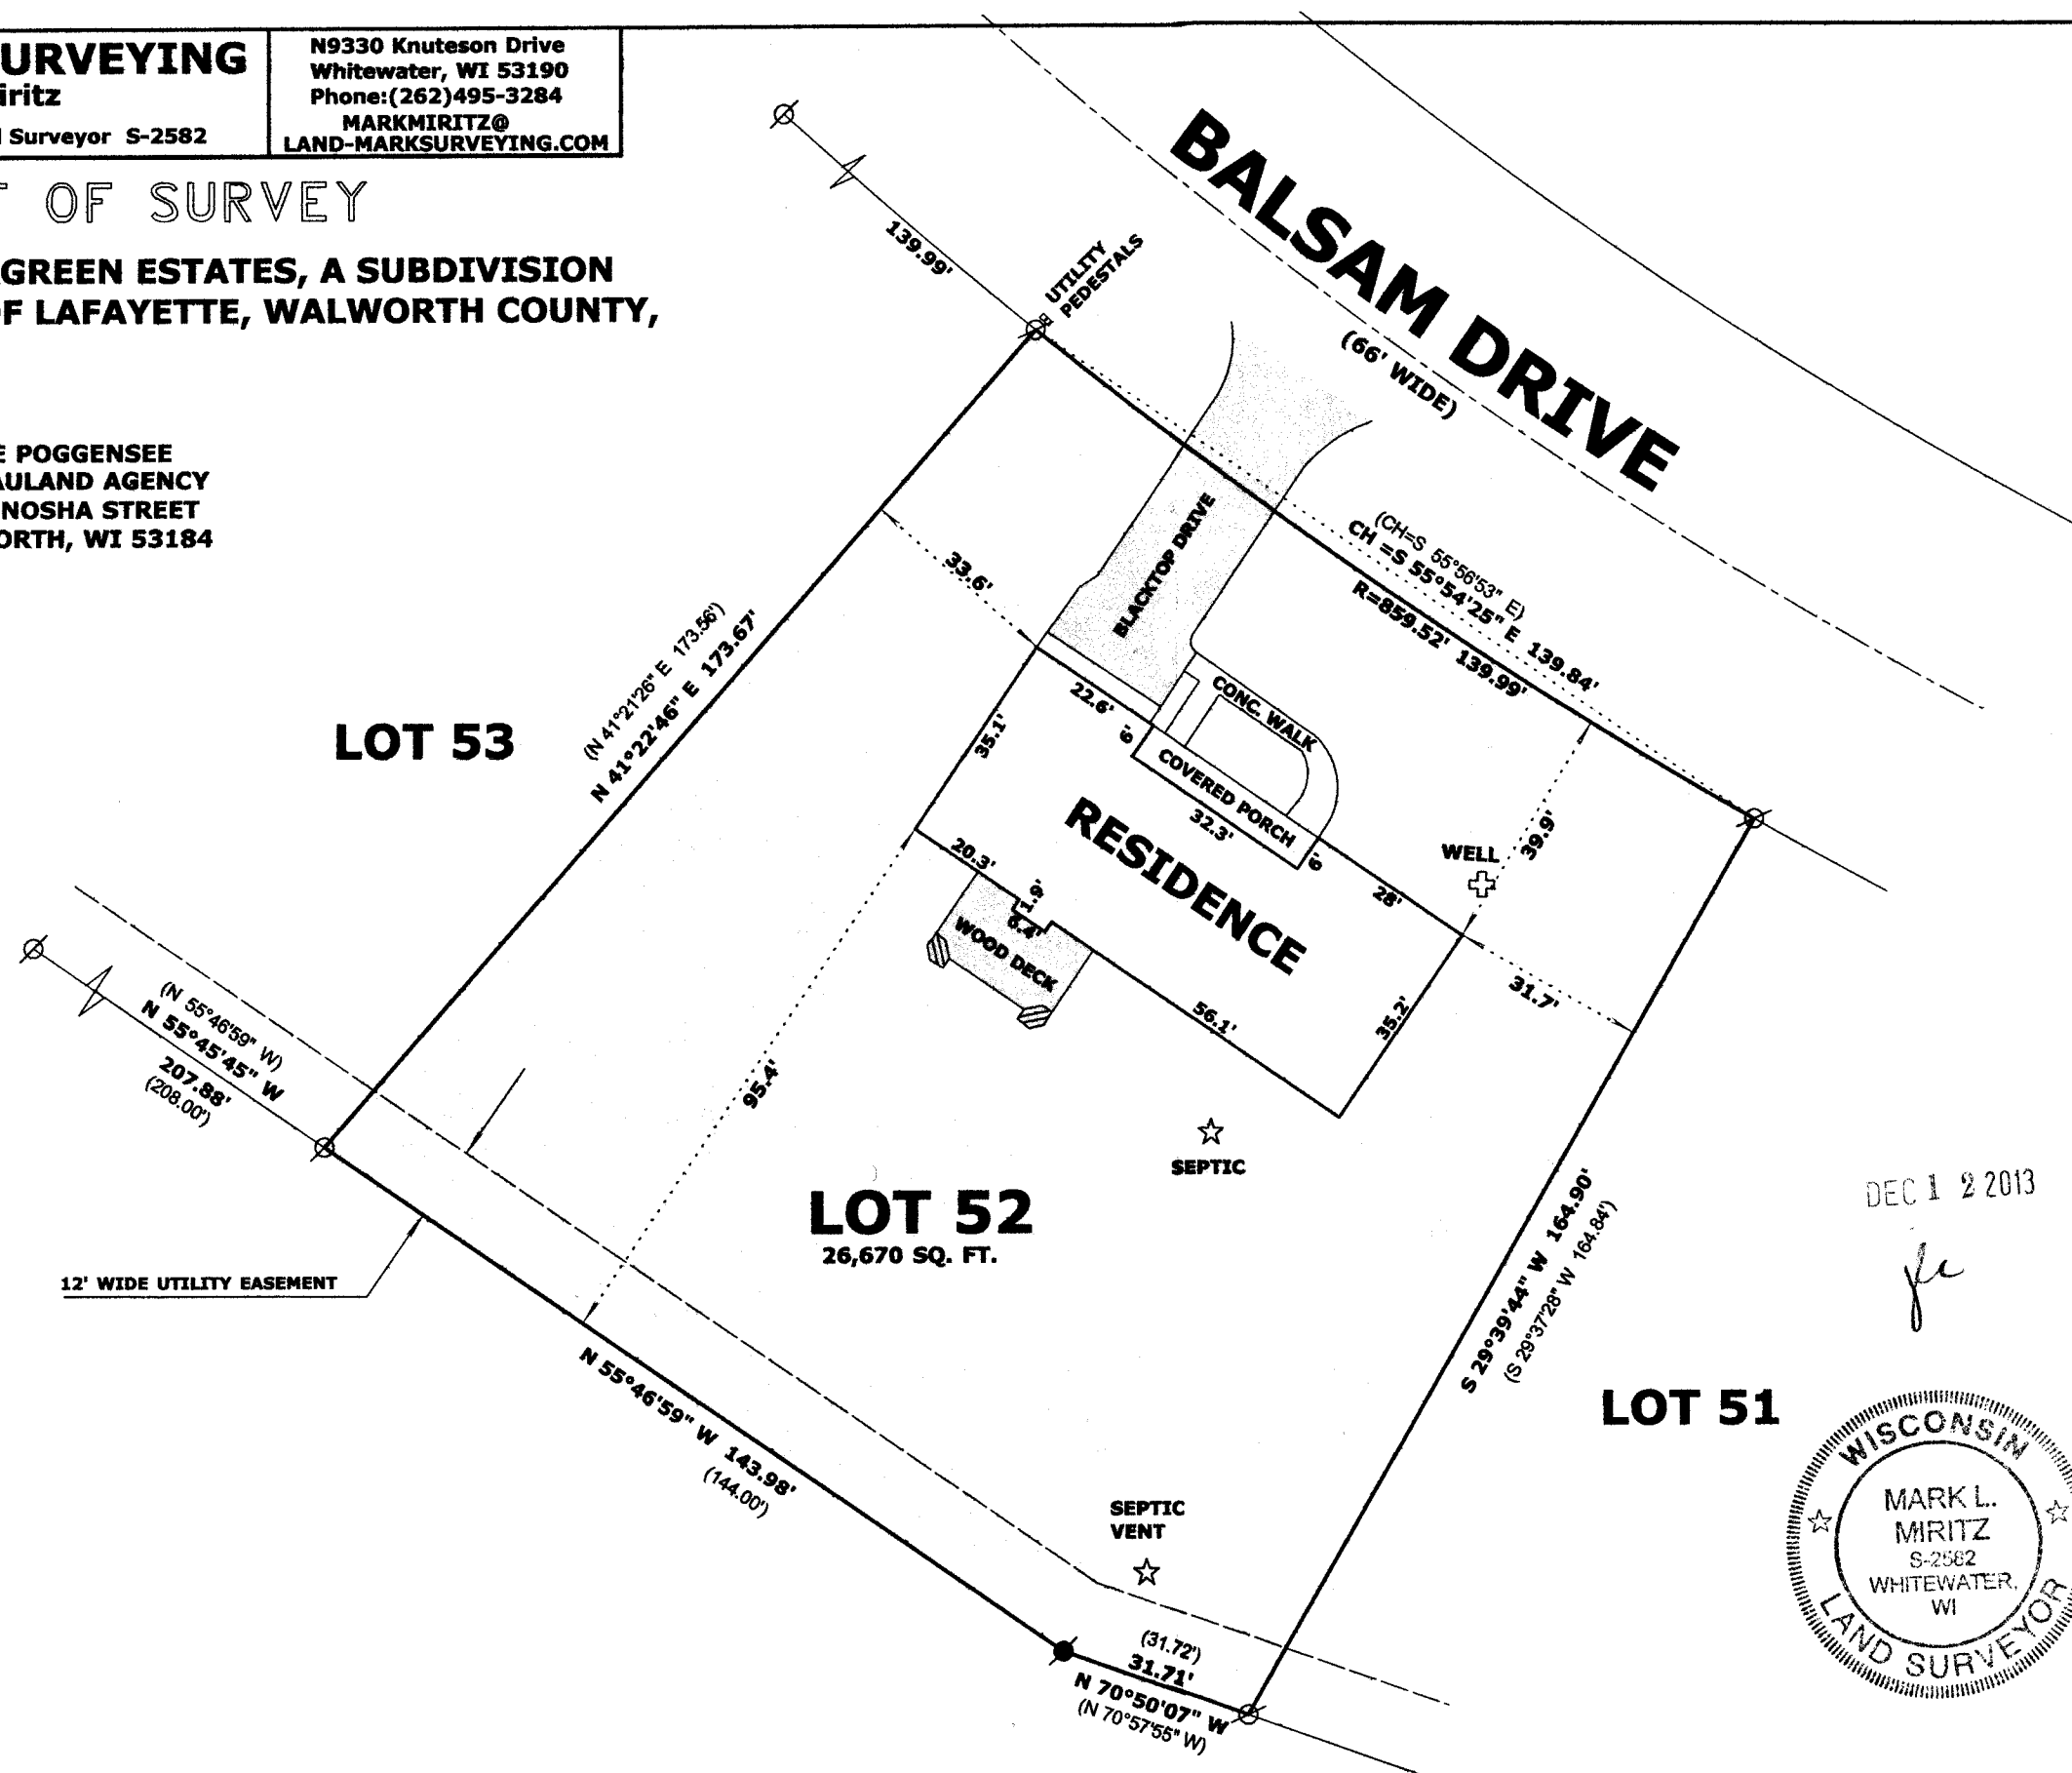 URVEYING
iritz
Surveyor S-2582
N9330 Knuteson Drive
Whitewater, WI 53190
Phone:(262)495-3284
MARKMIRITZ@
LAND-MARKSURVEYING.COM
T OF SURVEY
GREEN ESTATES, A SUBDIVISION
F LAFAYETTE, WALWORTH COUNTY,
E POGGENSEE
AULAND AGENCY
NOSHA STREET
ORTH, WI 53184
BALSAM DRIVE
(66' WIDE)
139.99'
UTILITY
PEDESTALS
(CH=S 55°56'53" E)
CH =S 55°54'25" E 139.84'
R=859.52' 139.99'
BLACKTOP DRIVE
33.6'
(N 41°21'26" E 173.56')
N 41°22'46" E 173.67'
LOT 53
22.6'
6'
35.1'
CONC. WALK
COVERED PORCH
32.3'
6'
RESIDENCE
28'
WELL
39.9'
31.7'
35.2'
20.3'
1.9'
6.4'
WOOD DECK
56.1'
95.4'
(N 55°46'59" W)
N 55°45'45" W
207.88'
(208.00')
SEPTIC
LOT 52
26,670 SQ. FT.
12' WIDE UTILITY EASEMENT
N 55°46'59" W 143.98'
(144.00')
S 29°39'44" W 164.90'
(S 29°37'28" W 164.84')
LOT 51
DEC 1 2 2013
SEPTIC
VENT
(31.72')
31.71'
N 70°50'07" W
(N 70°57'55" W)
WISCONSIN
MARK L.
MIRITZ
S-2582
WHITEWATER,
WI
LAND SURVEYOR